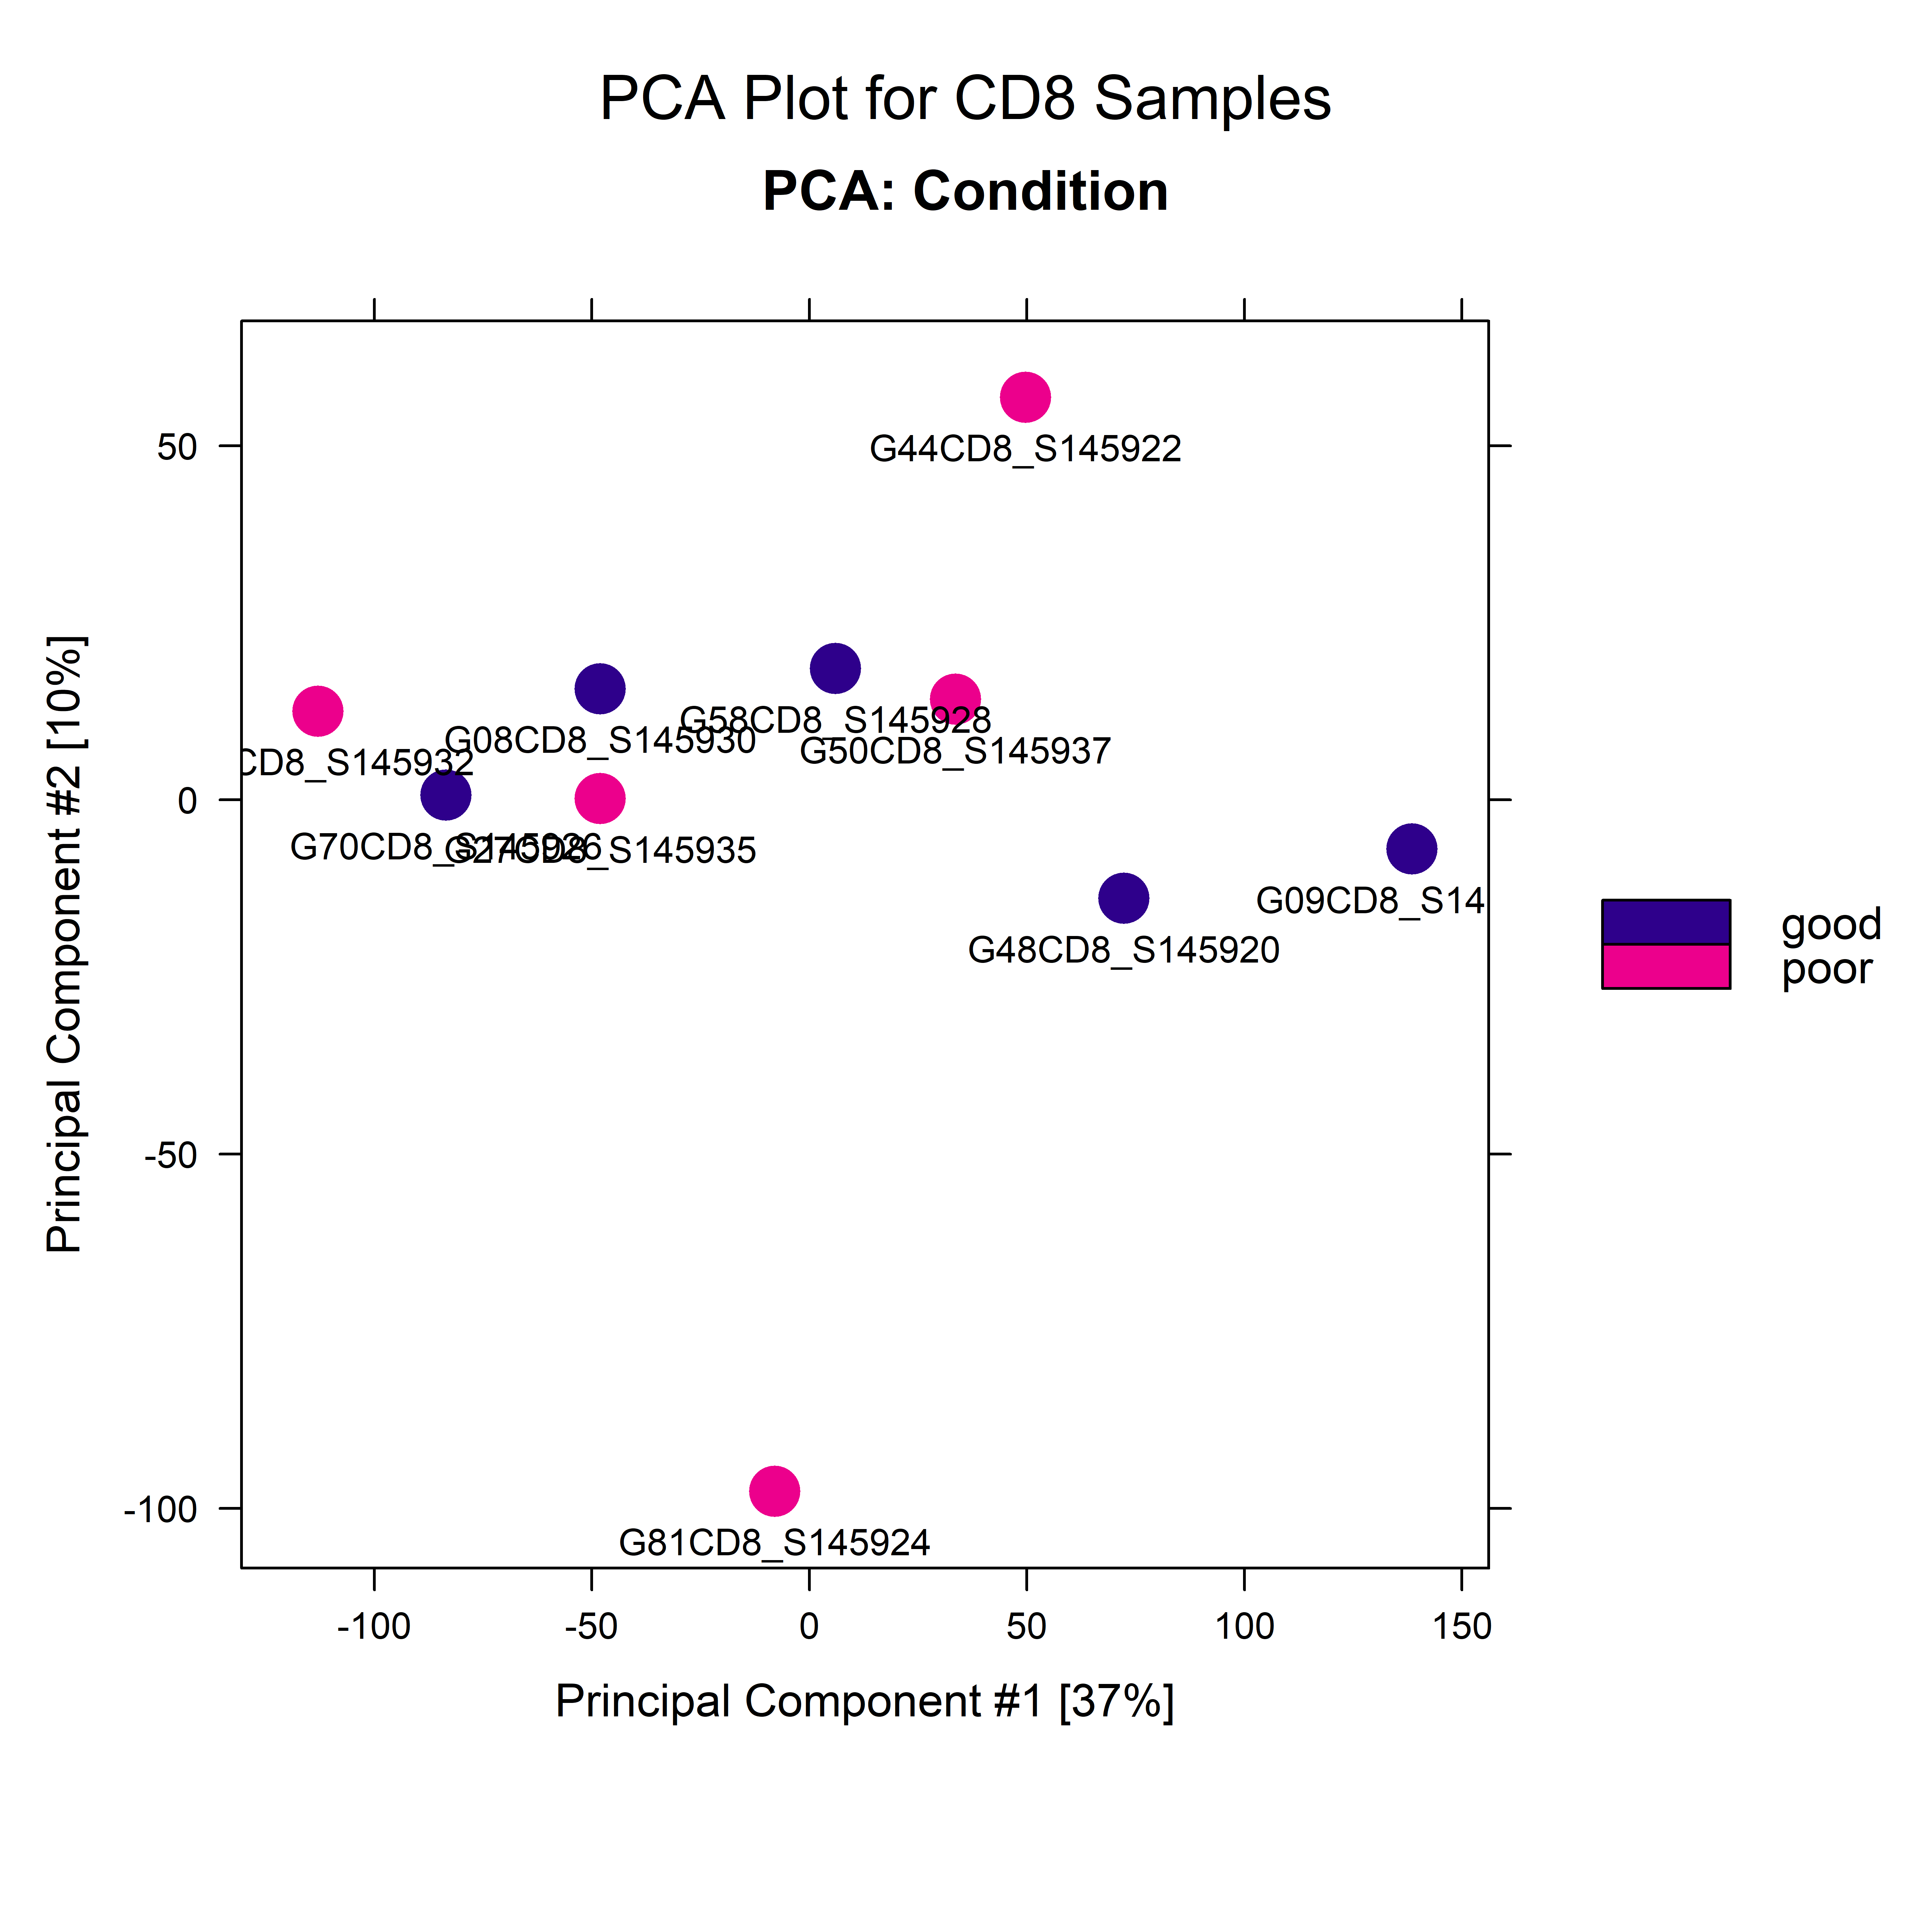 PCA Plot for CD8 Samples
PCA: Condition
50
0
-50
-100
Principal Component #2 [10%]
G44CD8_S145922
G58CD8_S145928
G08CD8_S145930
G50CD8_S145937
CD8_S145932
G70CD8_S145926
G27CD8_S145935
G09CD8_S14
G48CD8_S145920
G81CD8_S145924
good
poor
-100
-50
0
50
100
150
Principal Component #1 [37%]